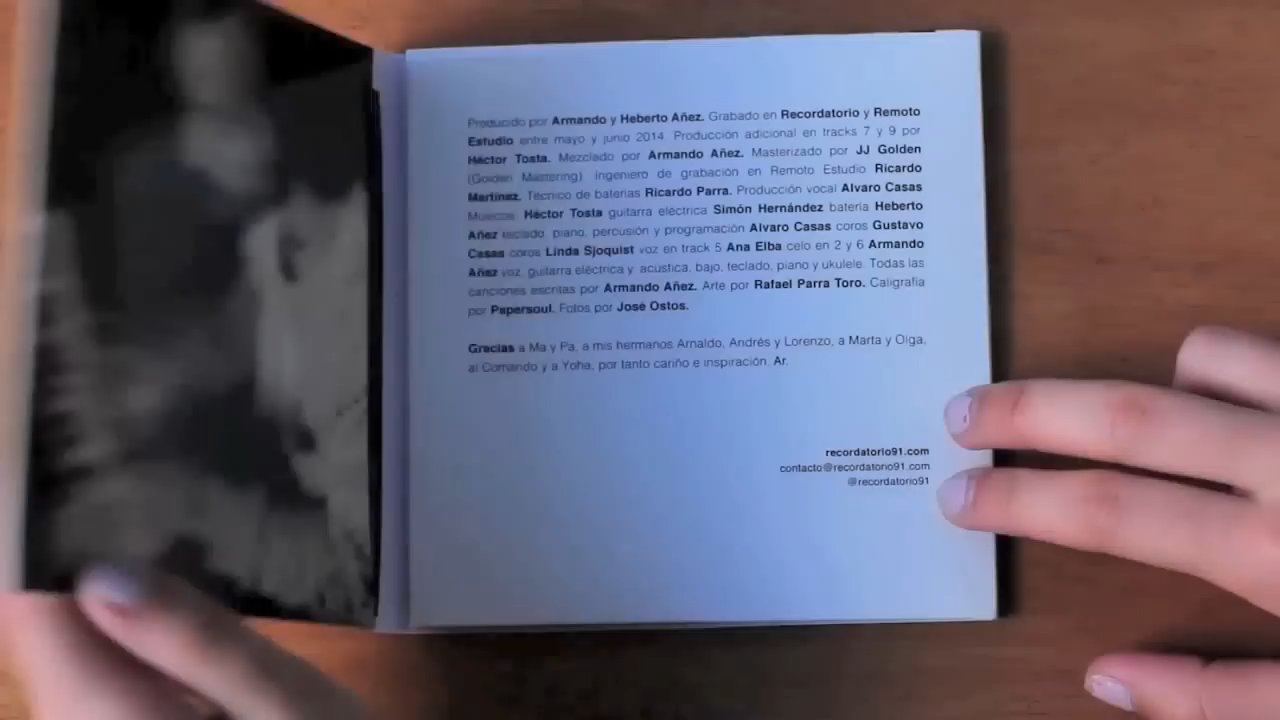 Producido por Armando y Heberto Añez. Grabado en Recordatorio y Remoto
Estudio entre mayo y junio 2014. Producción adicional en tracks 7 y 9 por
Héctor Tosta. Mezclado por Armando Añez. Masterizado por JJ Golden
(Golden Mastering). Ingeniero de grabación en Remoto Estudio Ricardo
Martínez. Técnico de baterías Ricardo Parra. Producción vocal Alvaro Casas
Músicos: Héctor Tosta guitarra eléctrica Simón Hernández batería Heberto
Añez teclado, piano, percusión y programación Alvaro Casas coros Gustavo
Casas coros Linda Sjoquist voz en track 5 Ana Elba celo en 2 y 6 Armando
Añez voz, guitarra eléctrica y acústica, bajo, teclado, piano y ukulele. Todas las
canciones escritas por Armando Añez. Arte por Rafael Parra Toro. Caligrafía
por Papersoul. Fotos por José Ostos.
Gracias a Ma y Pa, a mis hermanos Arnaldo, Andrés y Lorenzo, a Marta y Olga,
al Comando y a Yoha, por tanto cariño e inspiración. Ar.
recordatorio91.com
contacto@recordatorio91.com
@recordatorio91